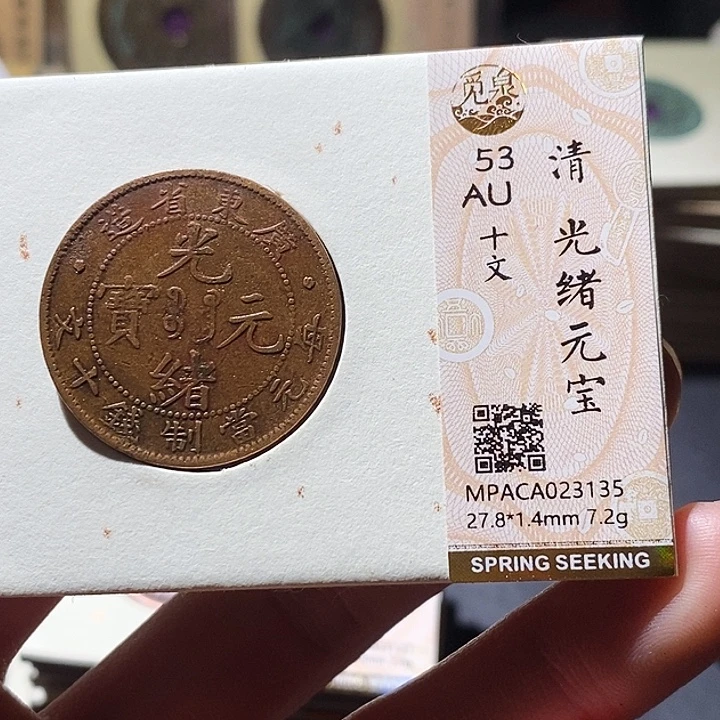 廣東省造
光緒元寶
每元當制錢十文
觅泉
53
AU
十文
清 光绪元宝
MPACA023135
27.8*1.4mm 7.2g
SPRING SEEKING